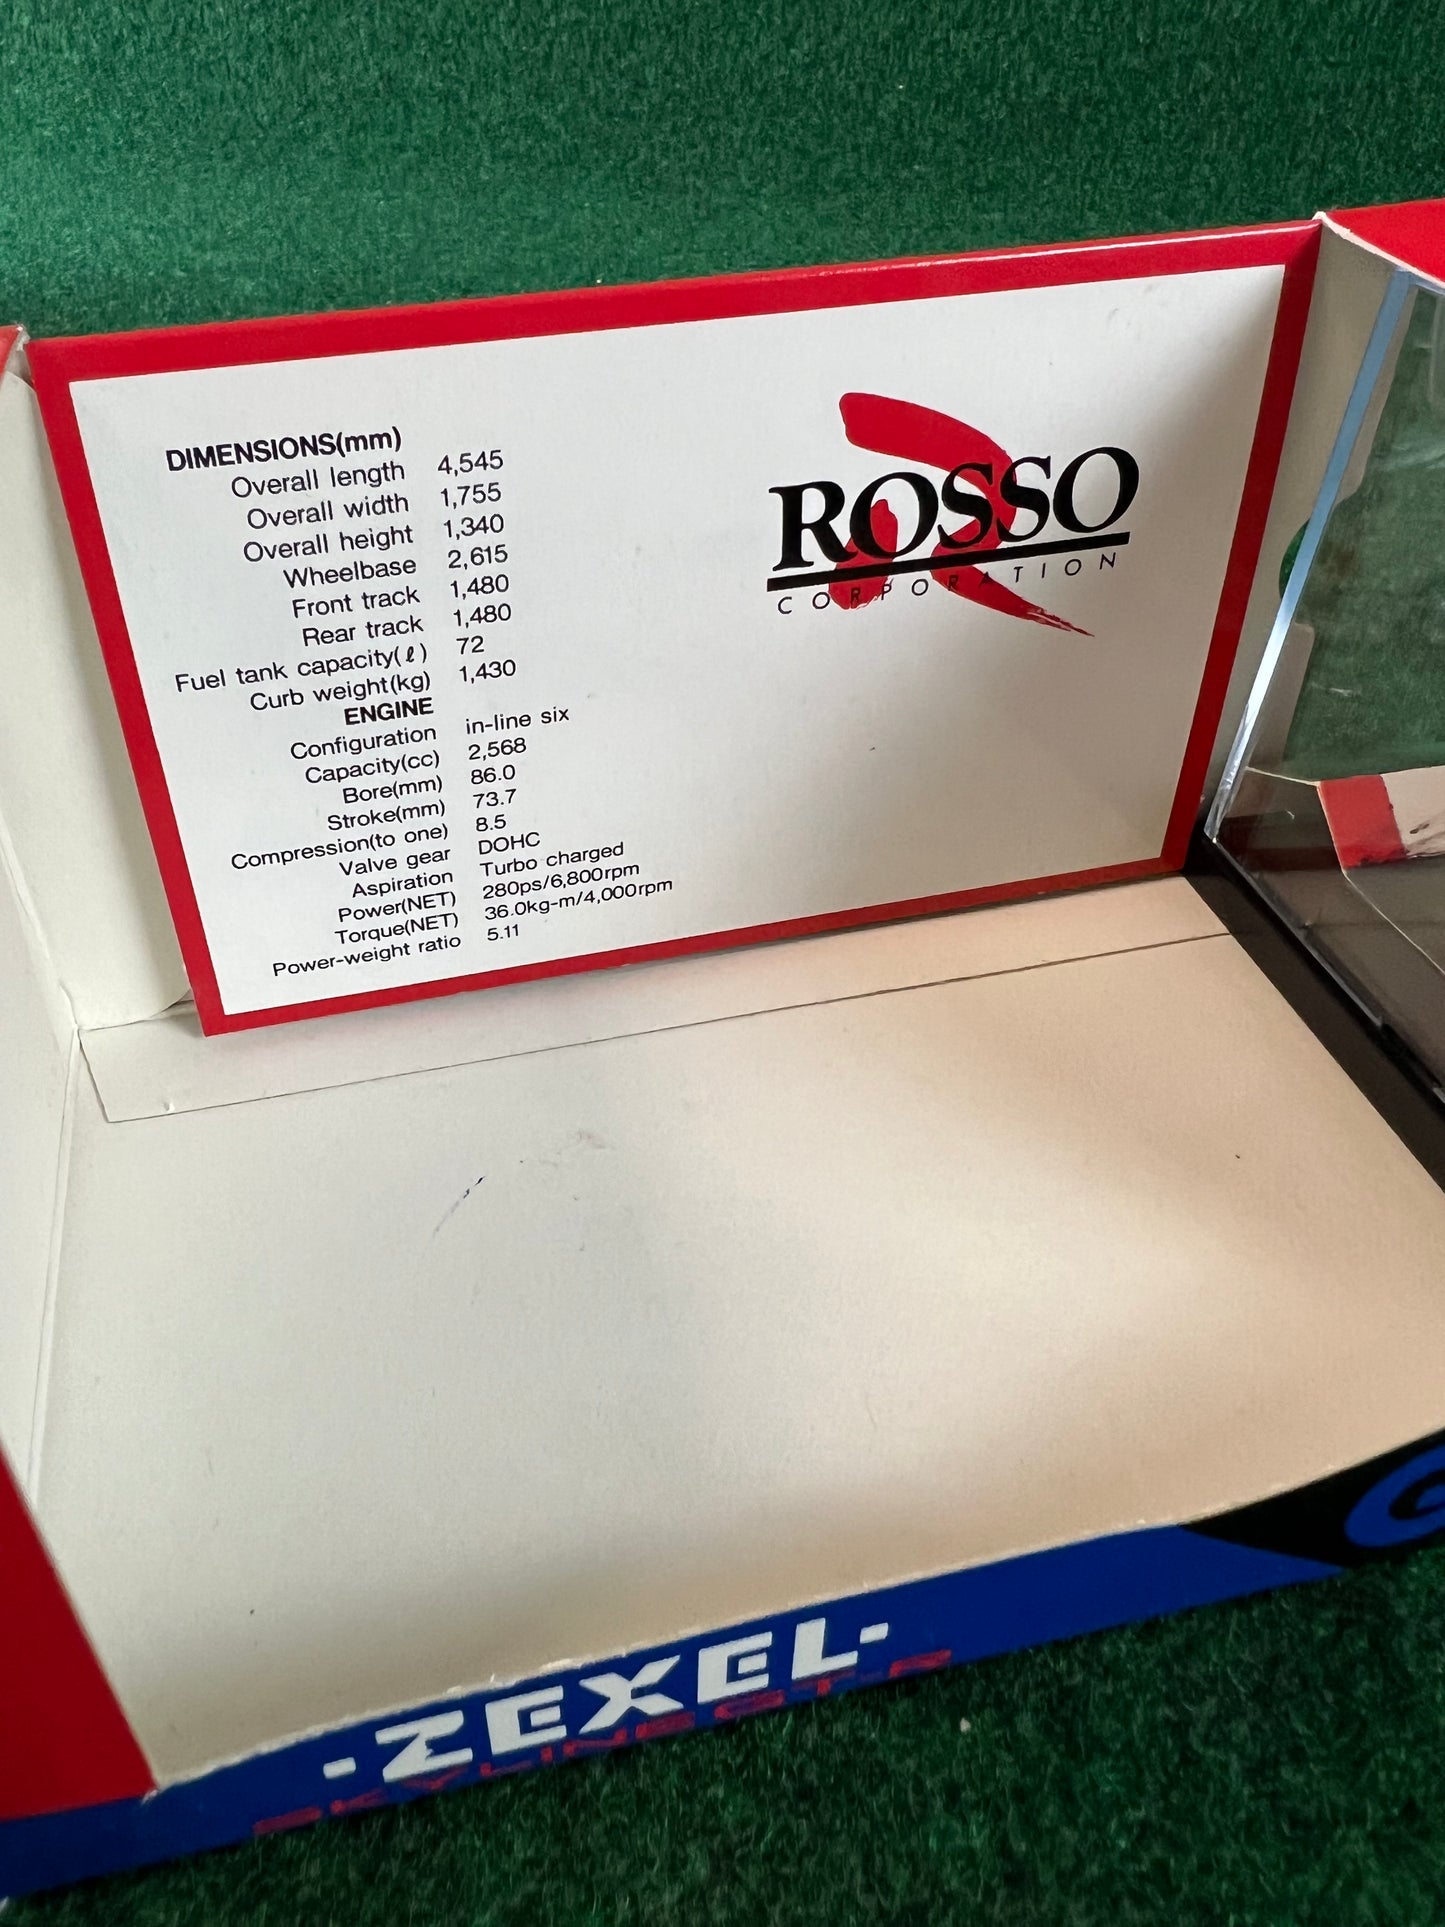 DIMENSIONS(mm)
Overall length 4,545
Overall width 1,755
Overall height 1,340
Wheelbase 2,615
Front track 1,480
Rear track 1,480
Fuel tank capacity(ℓ) 72
Curb weight(kg) 1,430
ENGINE
Configuration in-line six
Capacity(cc) 2,568
Bore(mm) 86.0
Stroke(mm) 73.7
Compression(to one) 8.5
Valve gear DOHC
Aspiration Turbo charged
Power(NET) 280ps/6,800rpm
Torque(NET) 36.0kg-m/4,000rpm
Power-weight ratio 5.11
ROSSO
CORPORATION
·ZEXEL·
SKYLINE GT-R